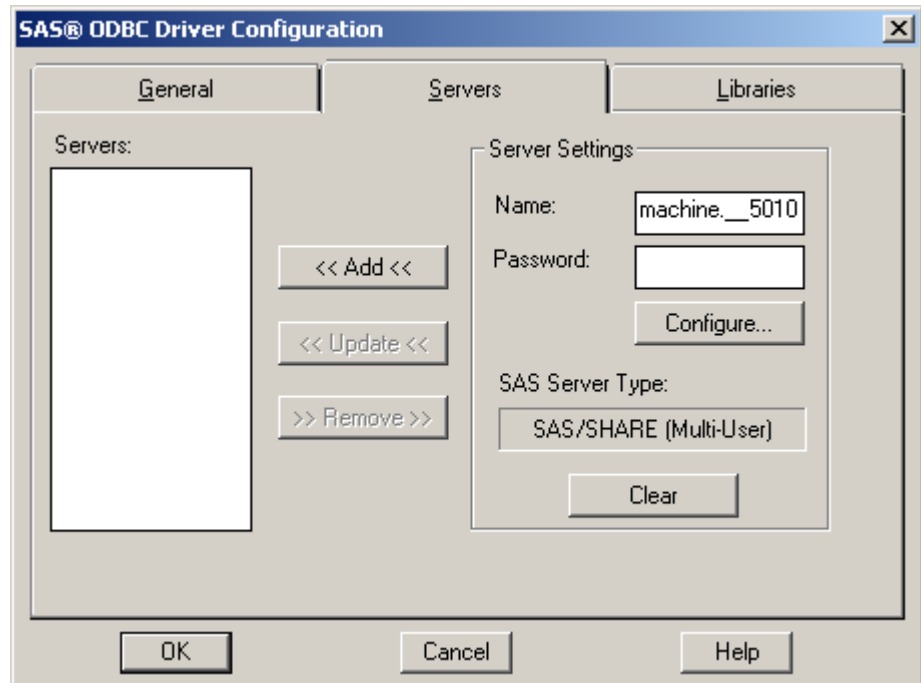 SAS® ODBC Driver Configuration
General
Servers
Libraries
Servers:
Server Settings
Name:
machine.__5010
<< Add <<
Password:
Configure...
<< Update <<
SAS Server Type:
>> Remove >>
SAS/SHARE (Multi-User)
Clear
OK
Cancel
Help